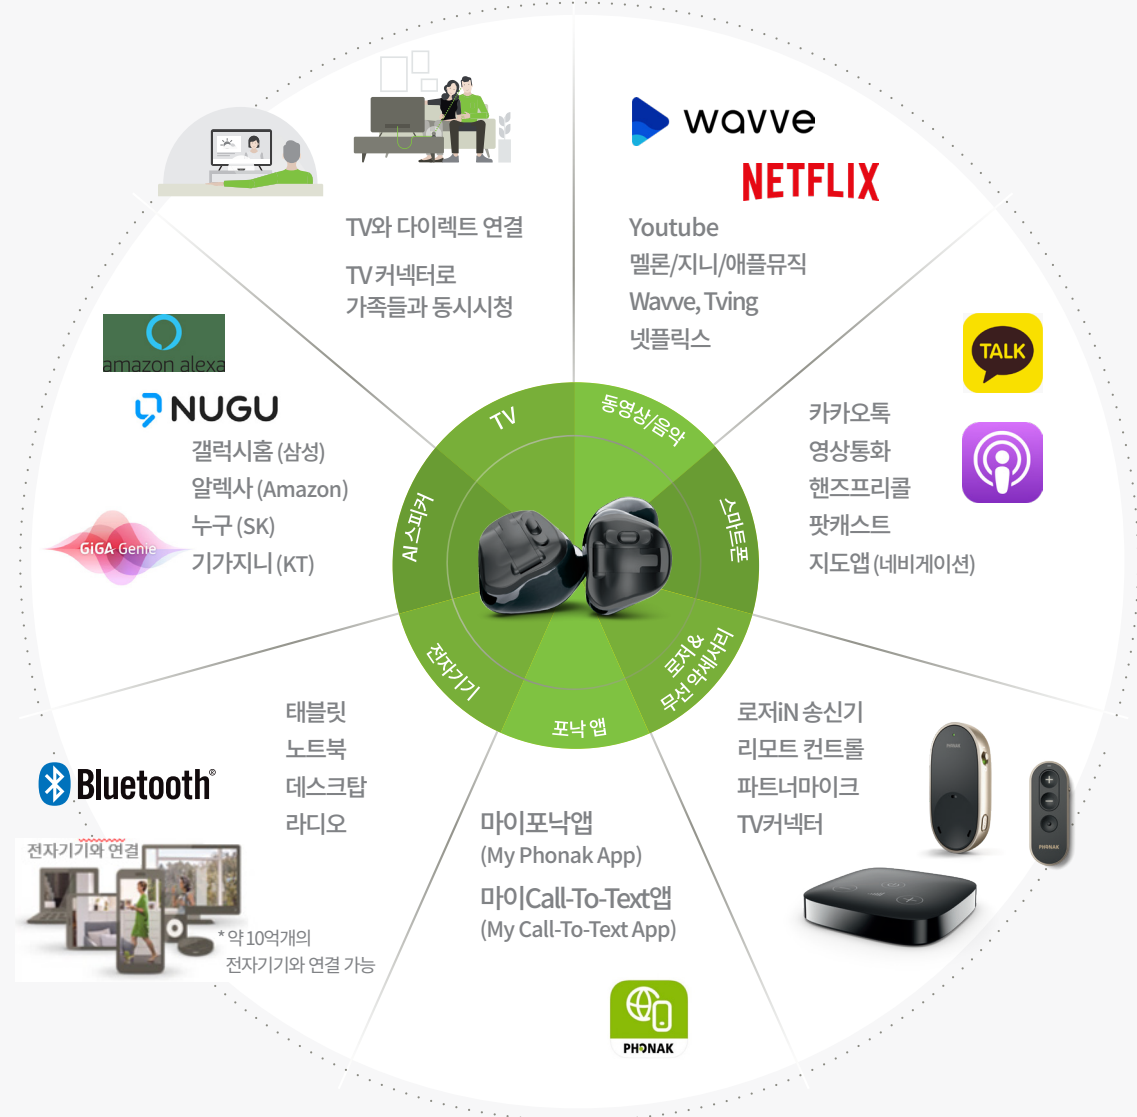 TV와 다이렉트 연결
TV 커넥터로
가족들과 동시시청
wavve
NETFLIX
Youtube
멜론/지니/애플뮤직
Wavve, Tving
넷플릭스
TALK
카카오톡
영상통화
핸즈프리콜
팟캐스트
지도앱 (네비게이션)
amazon alexa
NUGU
갤럭시홈 (삼성)
알렉사 (Amazon)
누구 (SK)
기가지니 (KT)
GiGA Genie
TV
동영상/음악
스마트폰
로저 &
무선 악세서리
포낙 앱
전자기기
AI 스피커
태블릿
노트북
데스크탑
라디오
Bluetooth®
전자기기와 연결
* 약 10억개의
전자기기와 연결 가능
마이포낙앱
(My Phonak App)
마이Call-To-Text앱
(My Call-To-Text App)
PHONAK
로저iN 송신기
리모트 컨트롤
파트너마이크
TV커넥터
PHONAK
PHONAK